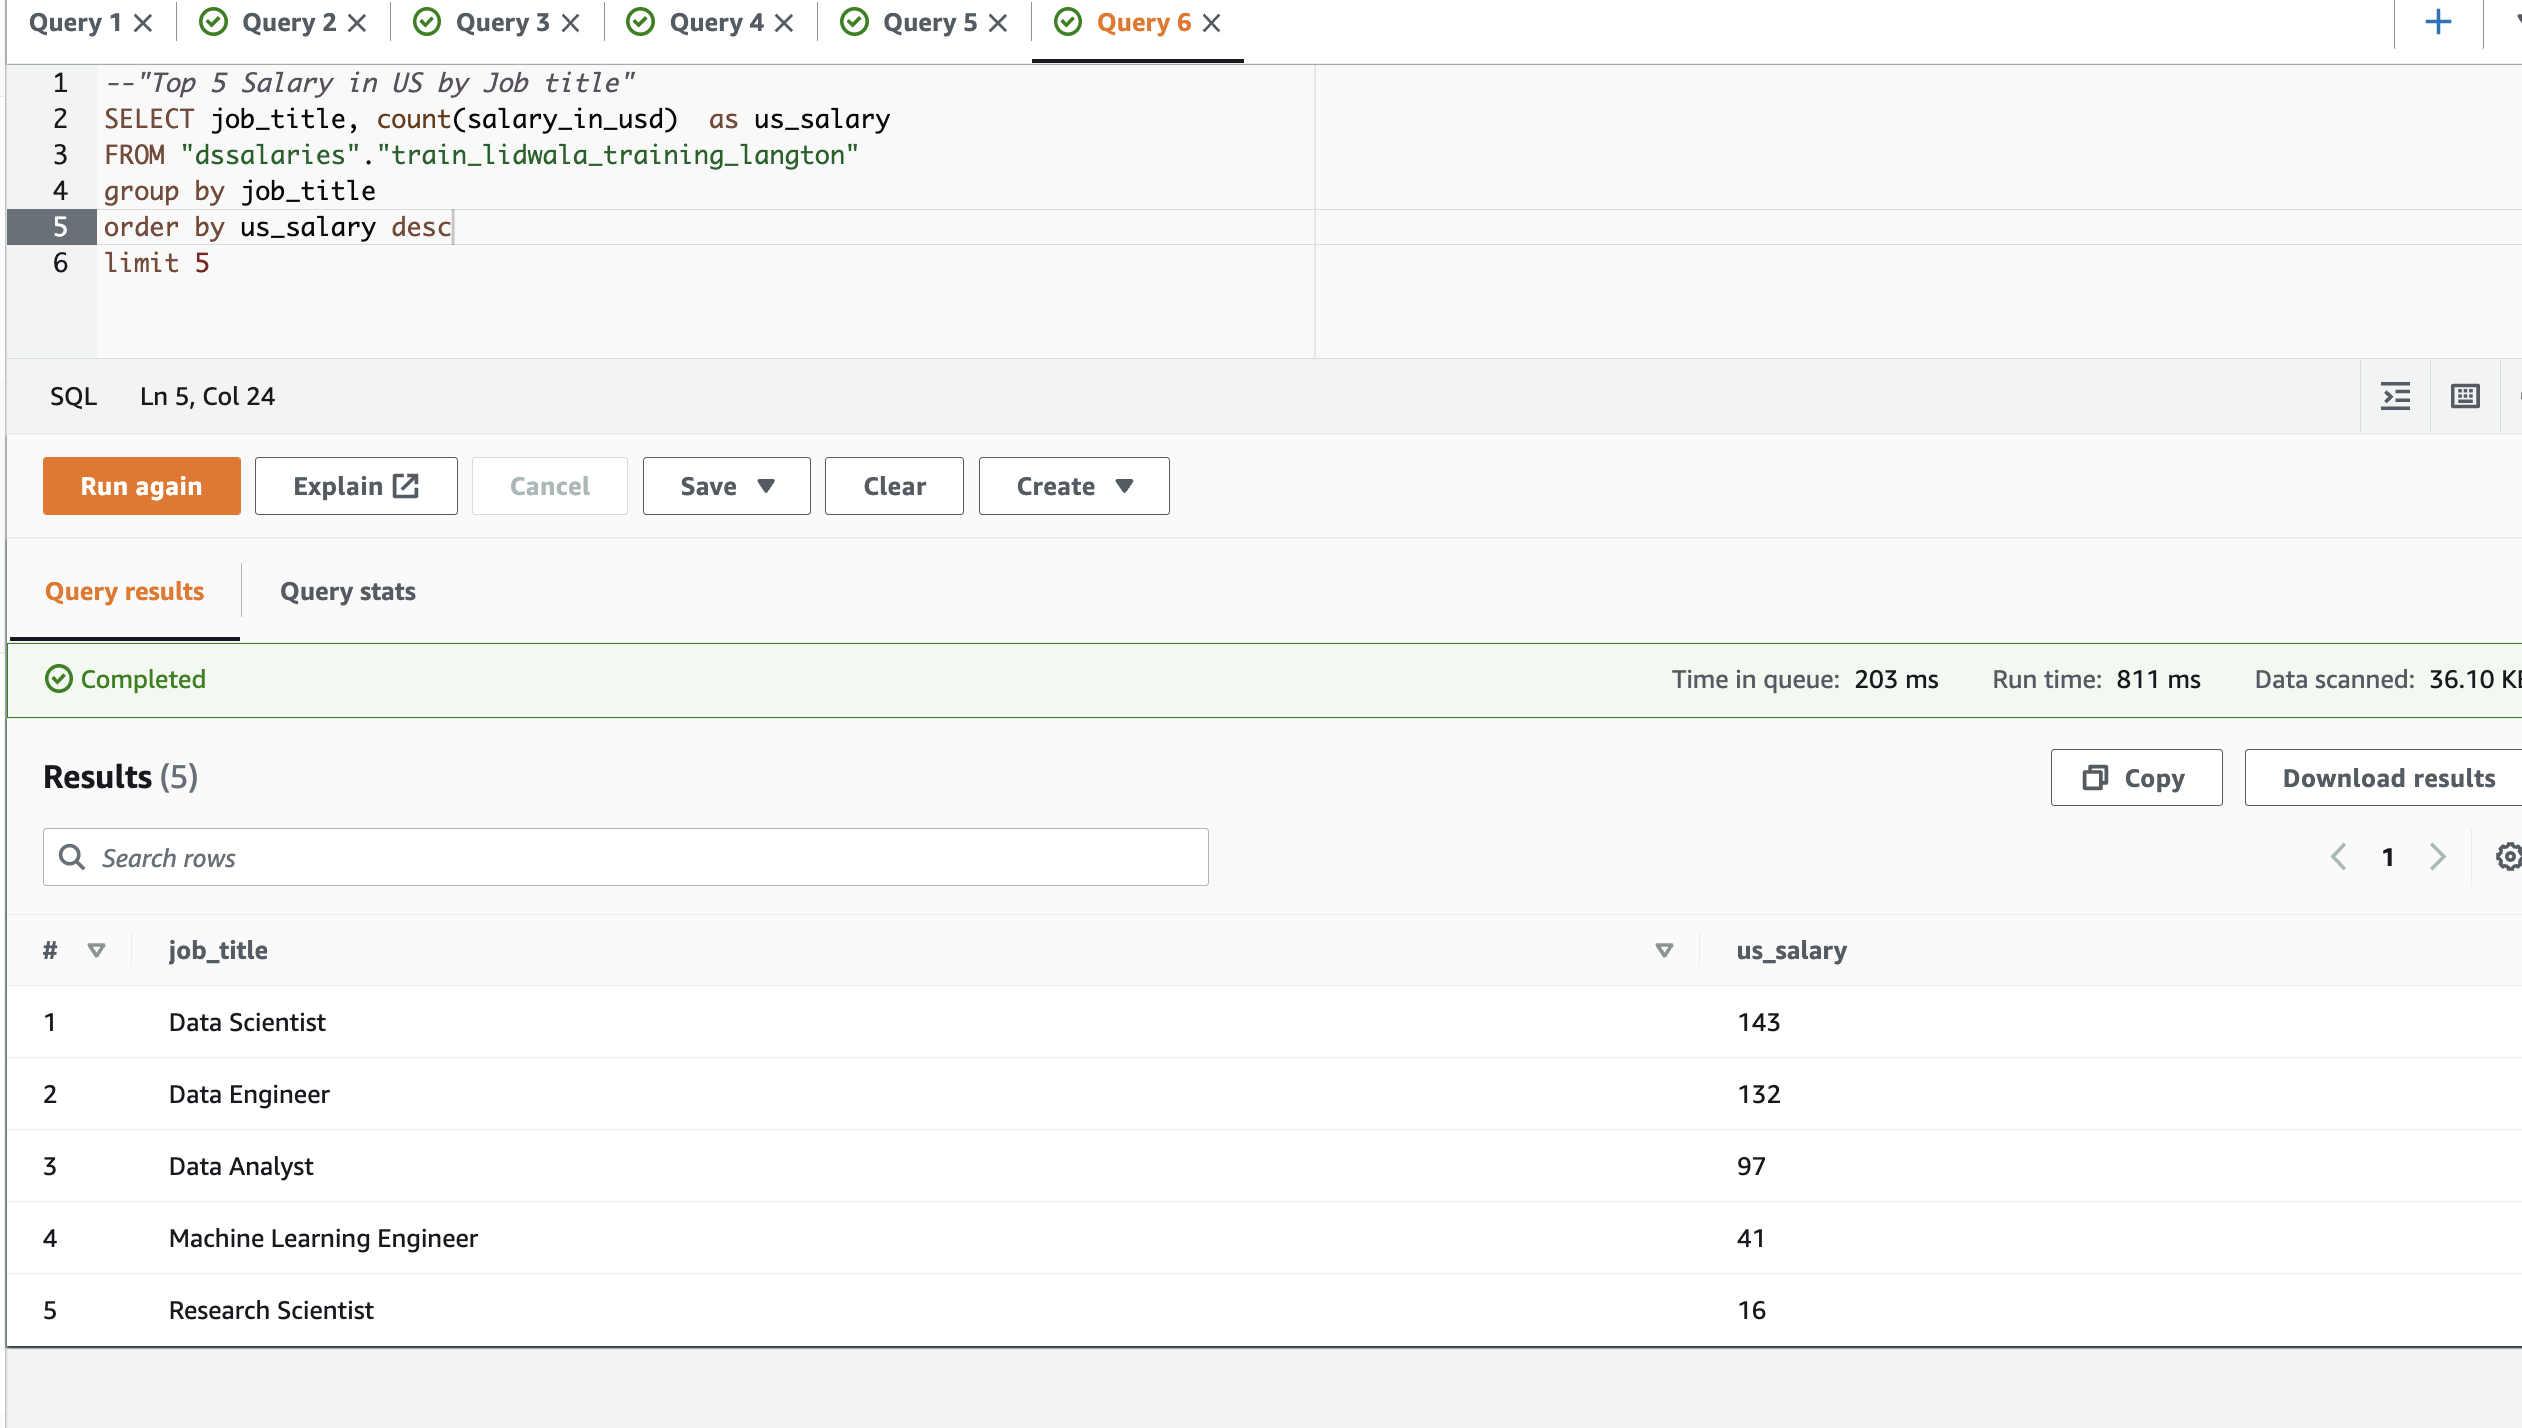 Query 1
Query 2
Query 3
Query 4
Query 5
Query 6
1 --"Top 5 Salary in US by Job title"
2 SELECT job_title, count(salary_in_usd)  as us_salary
3 FROM "dssalaries"."train_lidwala_training_langton"
4 group by job_title
5 order by us_salary desc
6 limit 5
SQL Ln 5, Col 24
Run again Explain Cancel Save Clear Create
Query results Query stats
Completed Time in queue: 203 ms Run time: 811 ms Data scanned: 36.10
Results (5) Copy Download results
Search rows 1
# job_title us_salary
1 Data Scientist 143
2 Data Engineer 132
3 Data Analyst 97
4 Machine Learning Engineer 41
5 Research Scientist 16